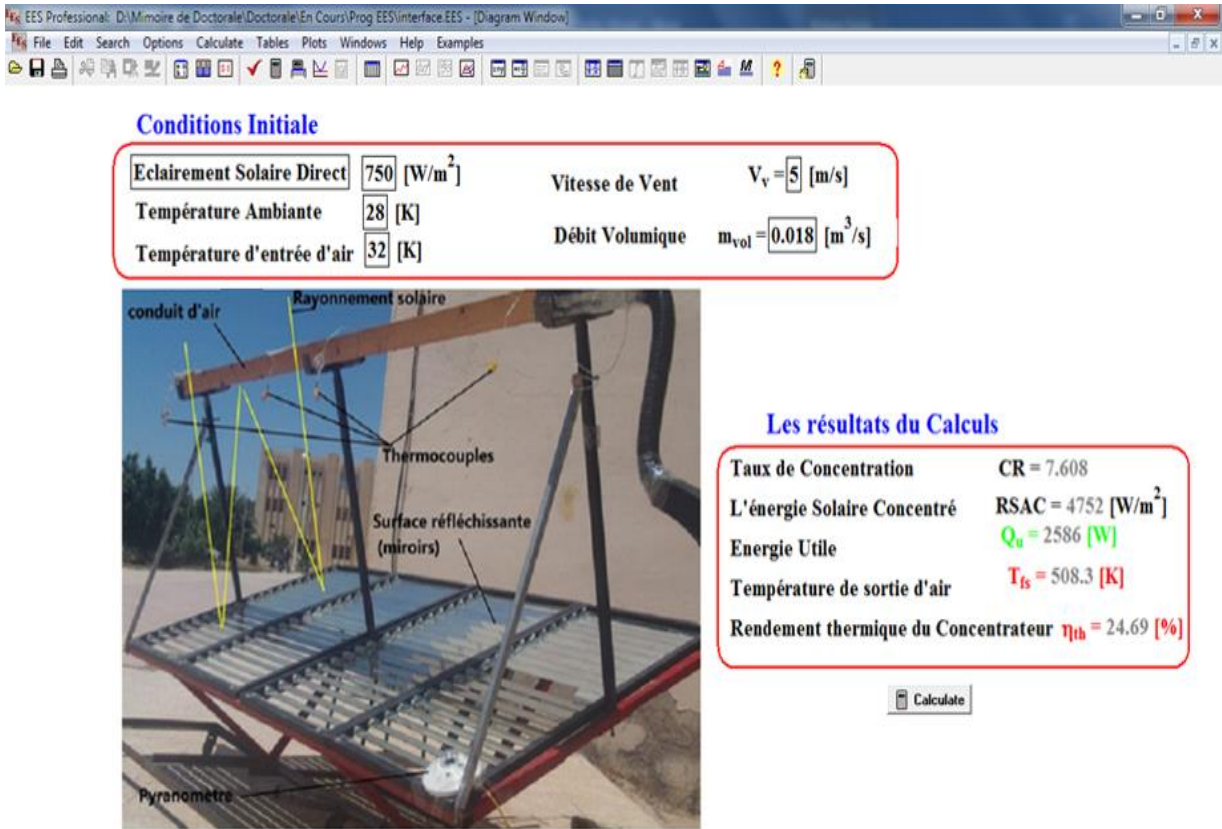 EES Professional: D:\Mimoire de Doctorale\Doctorale\En Cours\Prog EES\interface.EES - [Diagram Window]
File Edit Search Options Calculate Tables Plots Windows Help Examples
Conditions Initiale
Eclairement Solaire Direct 750 [W/m²]
Vitesse de Vent Vv = 5 [m/s]
Température Ambiante 28 [K]
Débit Volumique mvol = 0.018 [m³/s]
Température d'entrée d'air 32 [K]
Rayonnement solaire
conduit d'air
Thermocouples
Surface réfléchissante
(miroirs)
Pyranometre
Les résultats du Calculs
Taux de Concentration CR = 7.608
L'énergie Solaire Concentré RSAC = 4752 [W/m²]
Energie Utile Qu = 2586 [W]
Température de sortie d'air Tfs = 508.3 [K]
Rendement thermique du Concentrateur ηth = 24.69 [%]
Calculate